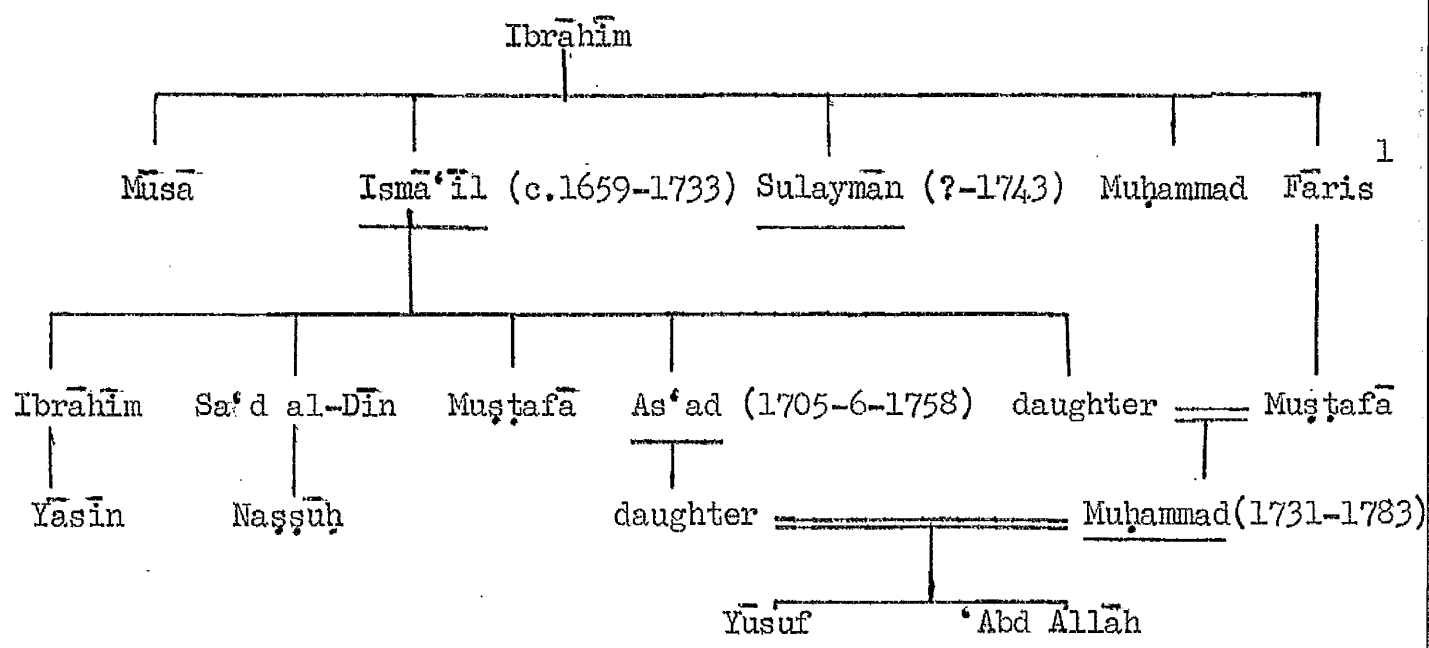 Ibrāhīm
1
Mūsā Ismā‘īl (c.1659-1733) Sulaymān (?-1743) Muḥammad Fāris
Ibrāhīm Sa‘d al-Dīn Muṣṭafā As‘ad (1705-6-1758) daughter Muṣṭafā
Yāsīn Naṣṣūḥ daughter Muḥammad(1731-1783)
Yūsuf ‘Abd Allāh